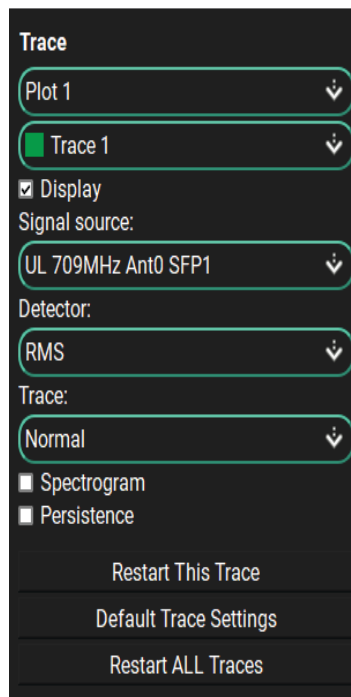 Trace
Plot 1
Trace 1
Display
Signal source:
UL 709MHz Ant0 SFP1
Detector:
RMS
Trace:
Normal
Spectrogram
Persistence
Restart This Trace
Default Trace Settings
Restart ALL Traces